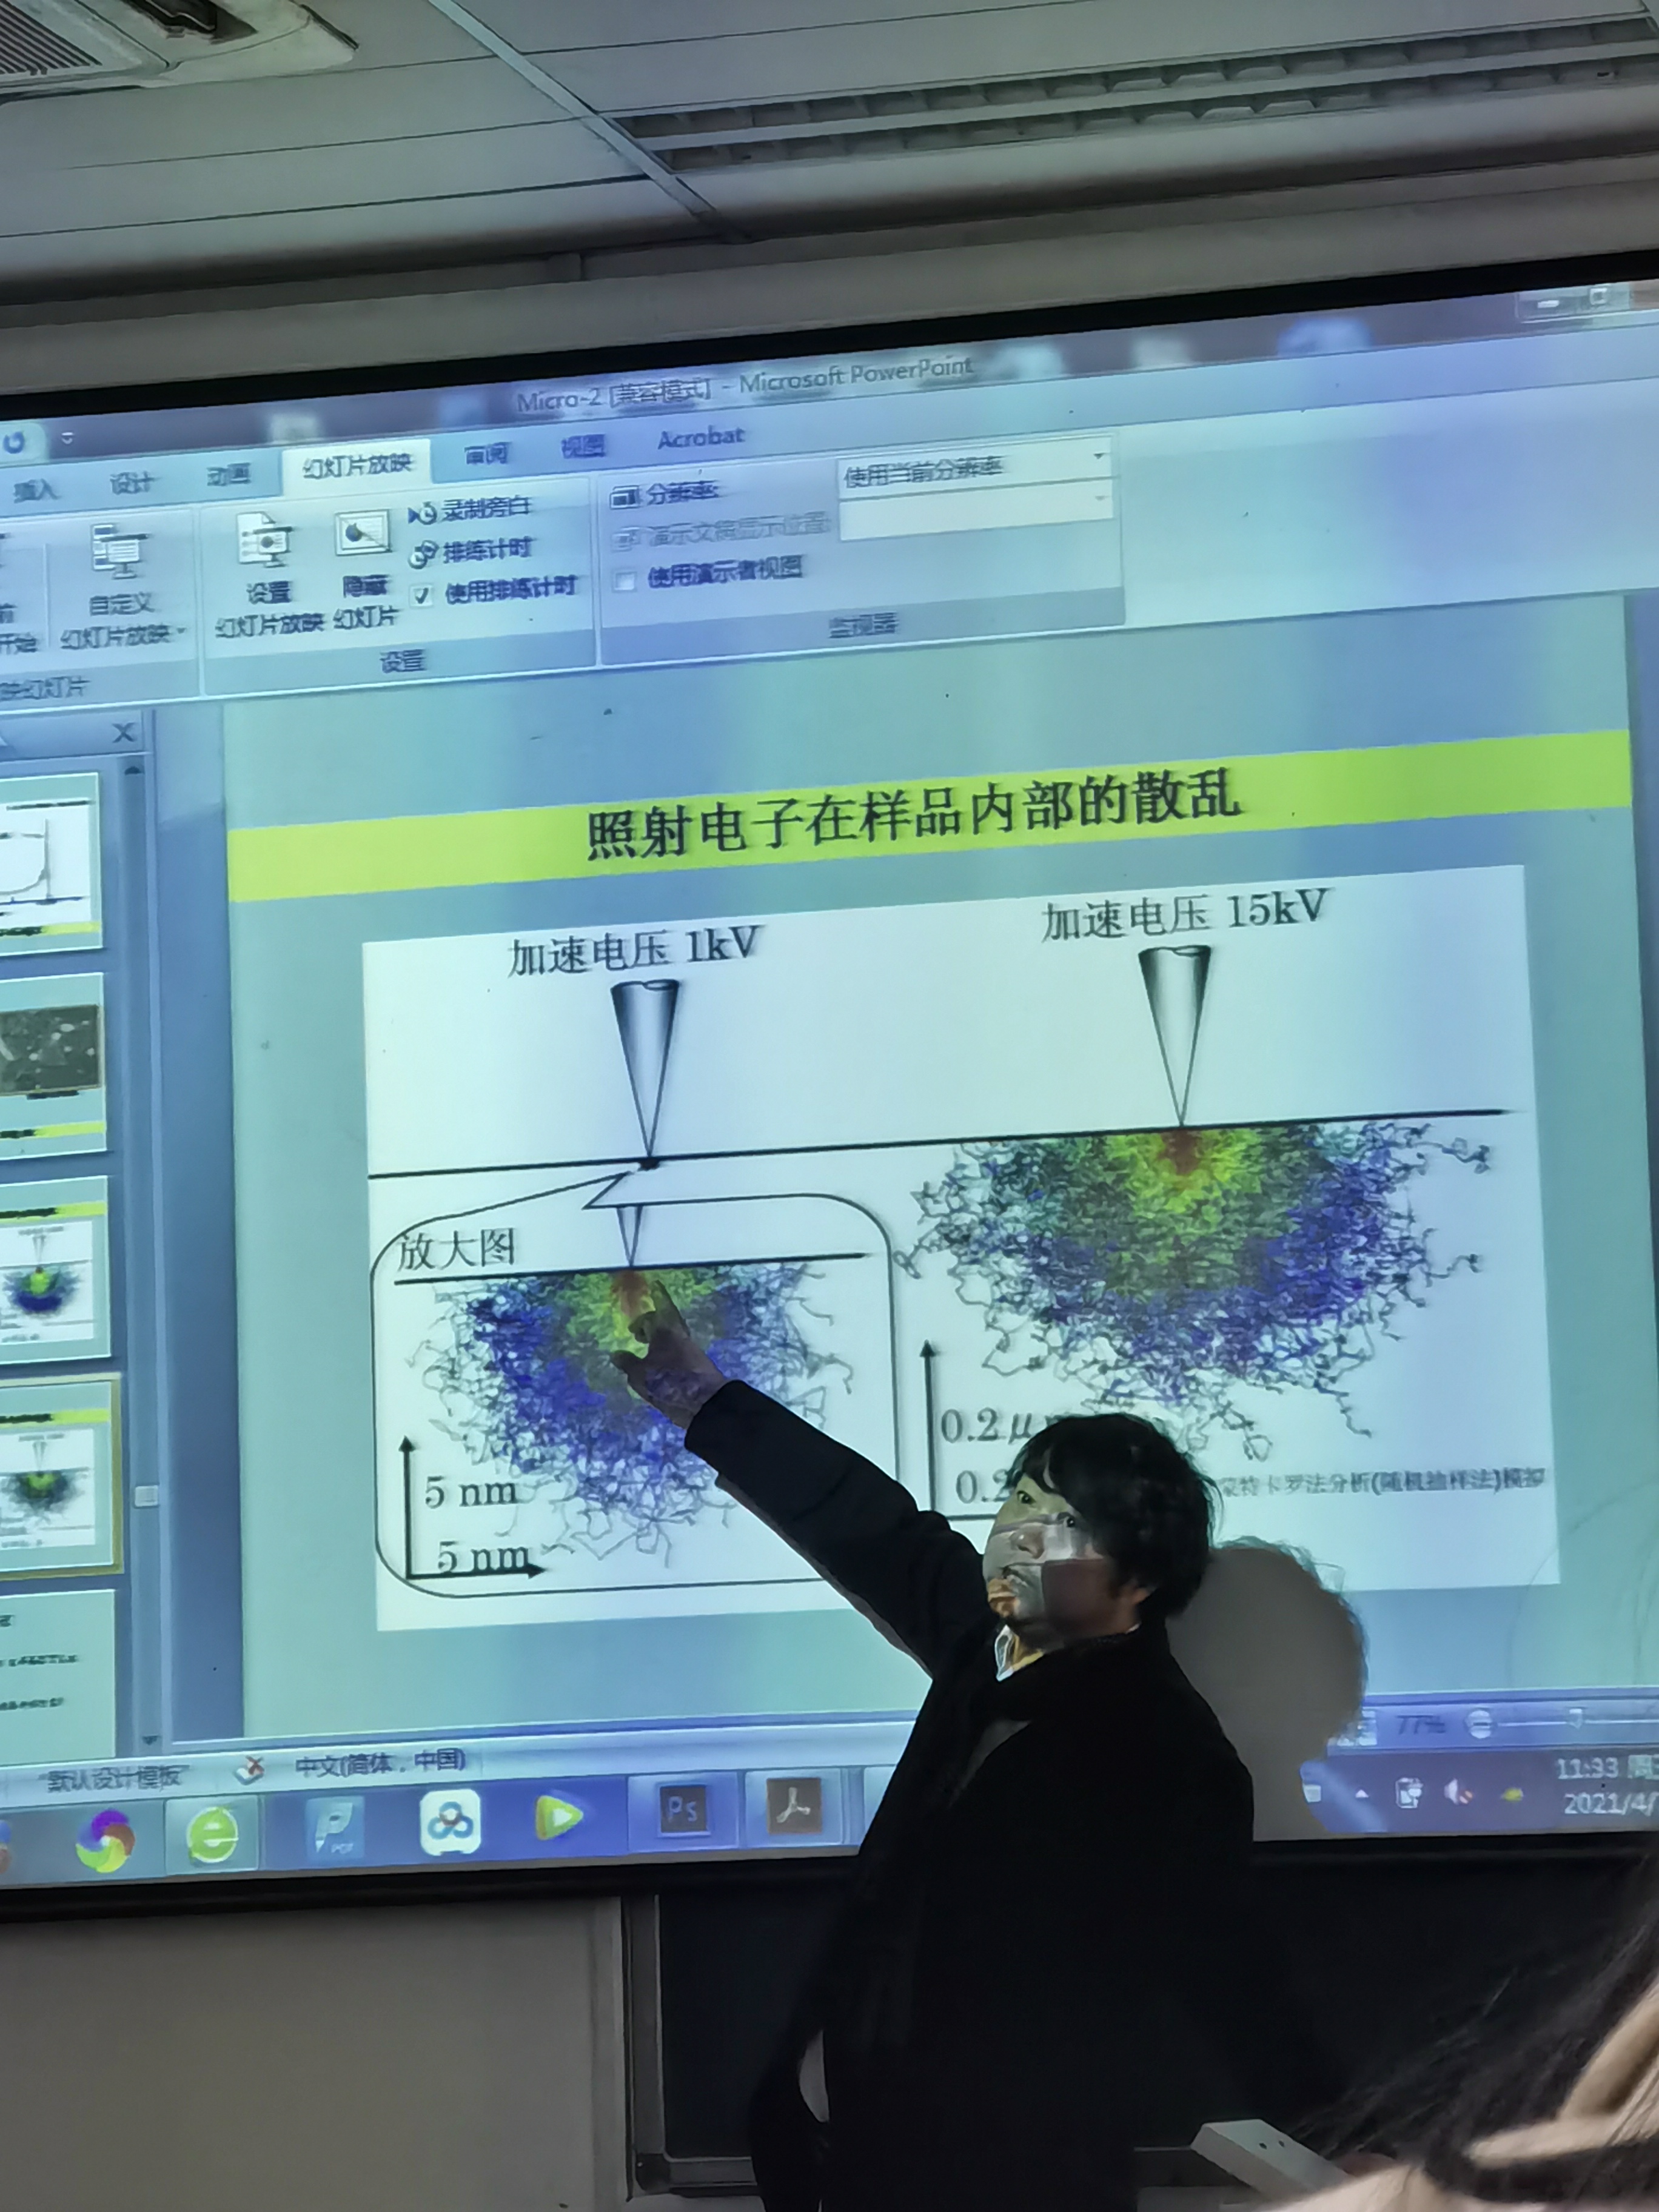 Micro-2 [兼容模式] - Microsoft PowerPoint
插入 设计 动画 幻灯片放映 审阅 视图 Acrobat
录制旁白
排练计时
使用排练计时
自定义
幻灯片放映
设置
幻灯片放映
隐藏
幻灯片
设置
分辨率:
使用当前分辨率
演示文稿显示位置:
使用演示者视图
监视器
开始
照射电子在样品内部的散乱
加速电压 1kV
加速电压 15kV
放大图
5 nm
5 nm
0.2 μ
0.2
蒙特卡罗法分析(随机抽样法)模拟
77%
"默认设计模板" 中文(简体，中国)
Ps
11:33
2021/4/